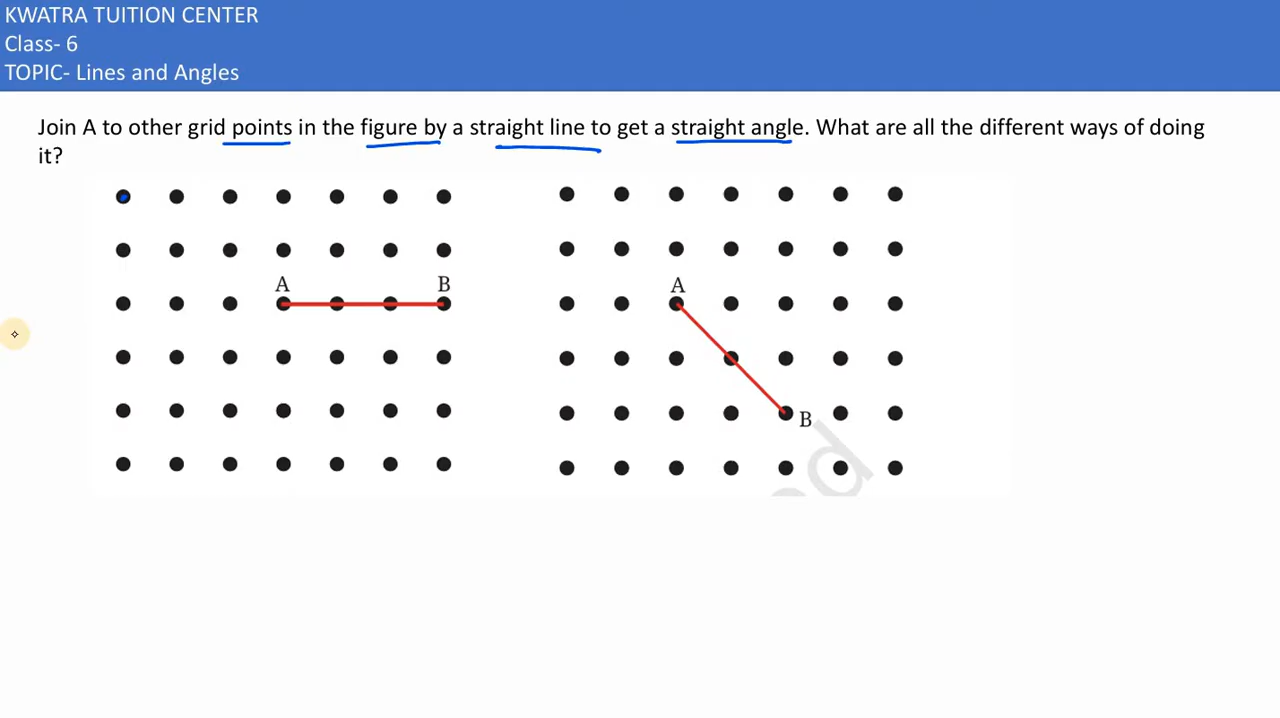 KWATRA TUITION CENTER
Class- 6
TOPIC- Lines and Angles
Join A to other grid points in the figure by a straight line to get a straight angle. What are all the different ways of doing
it?
A B
A
B